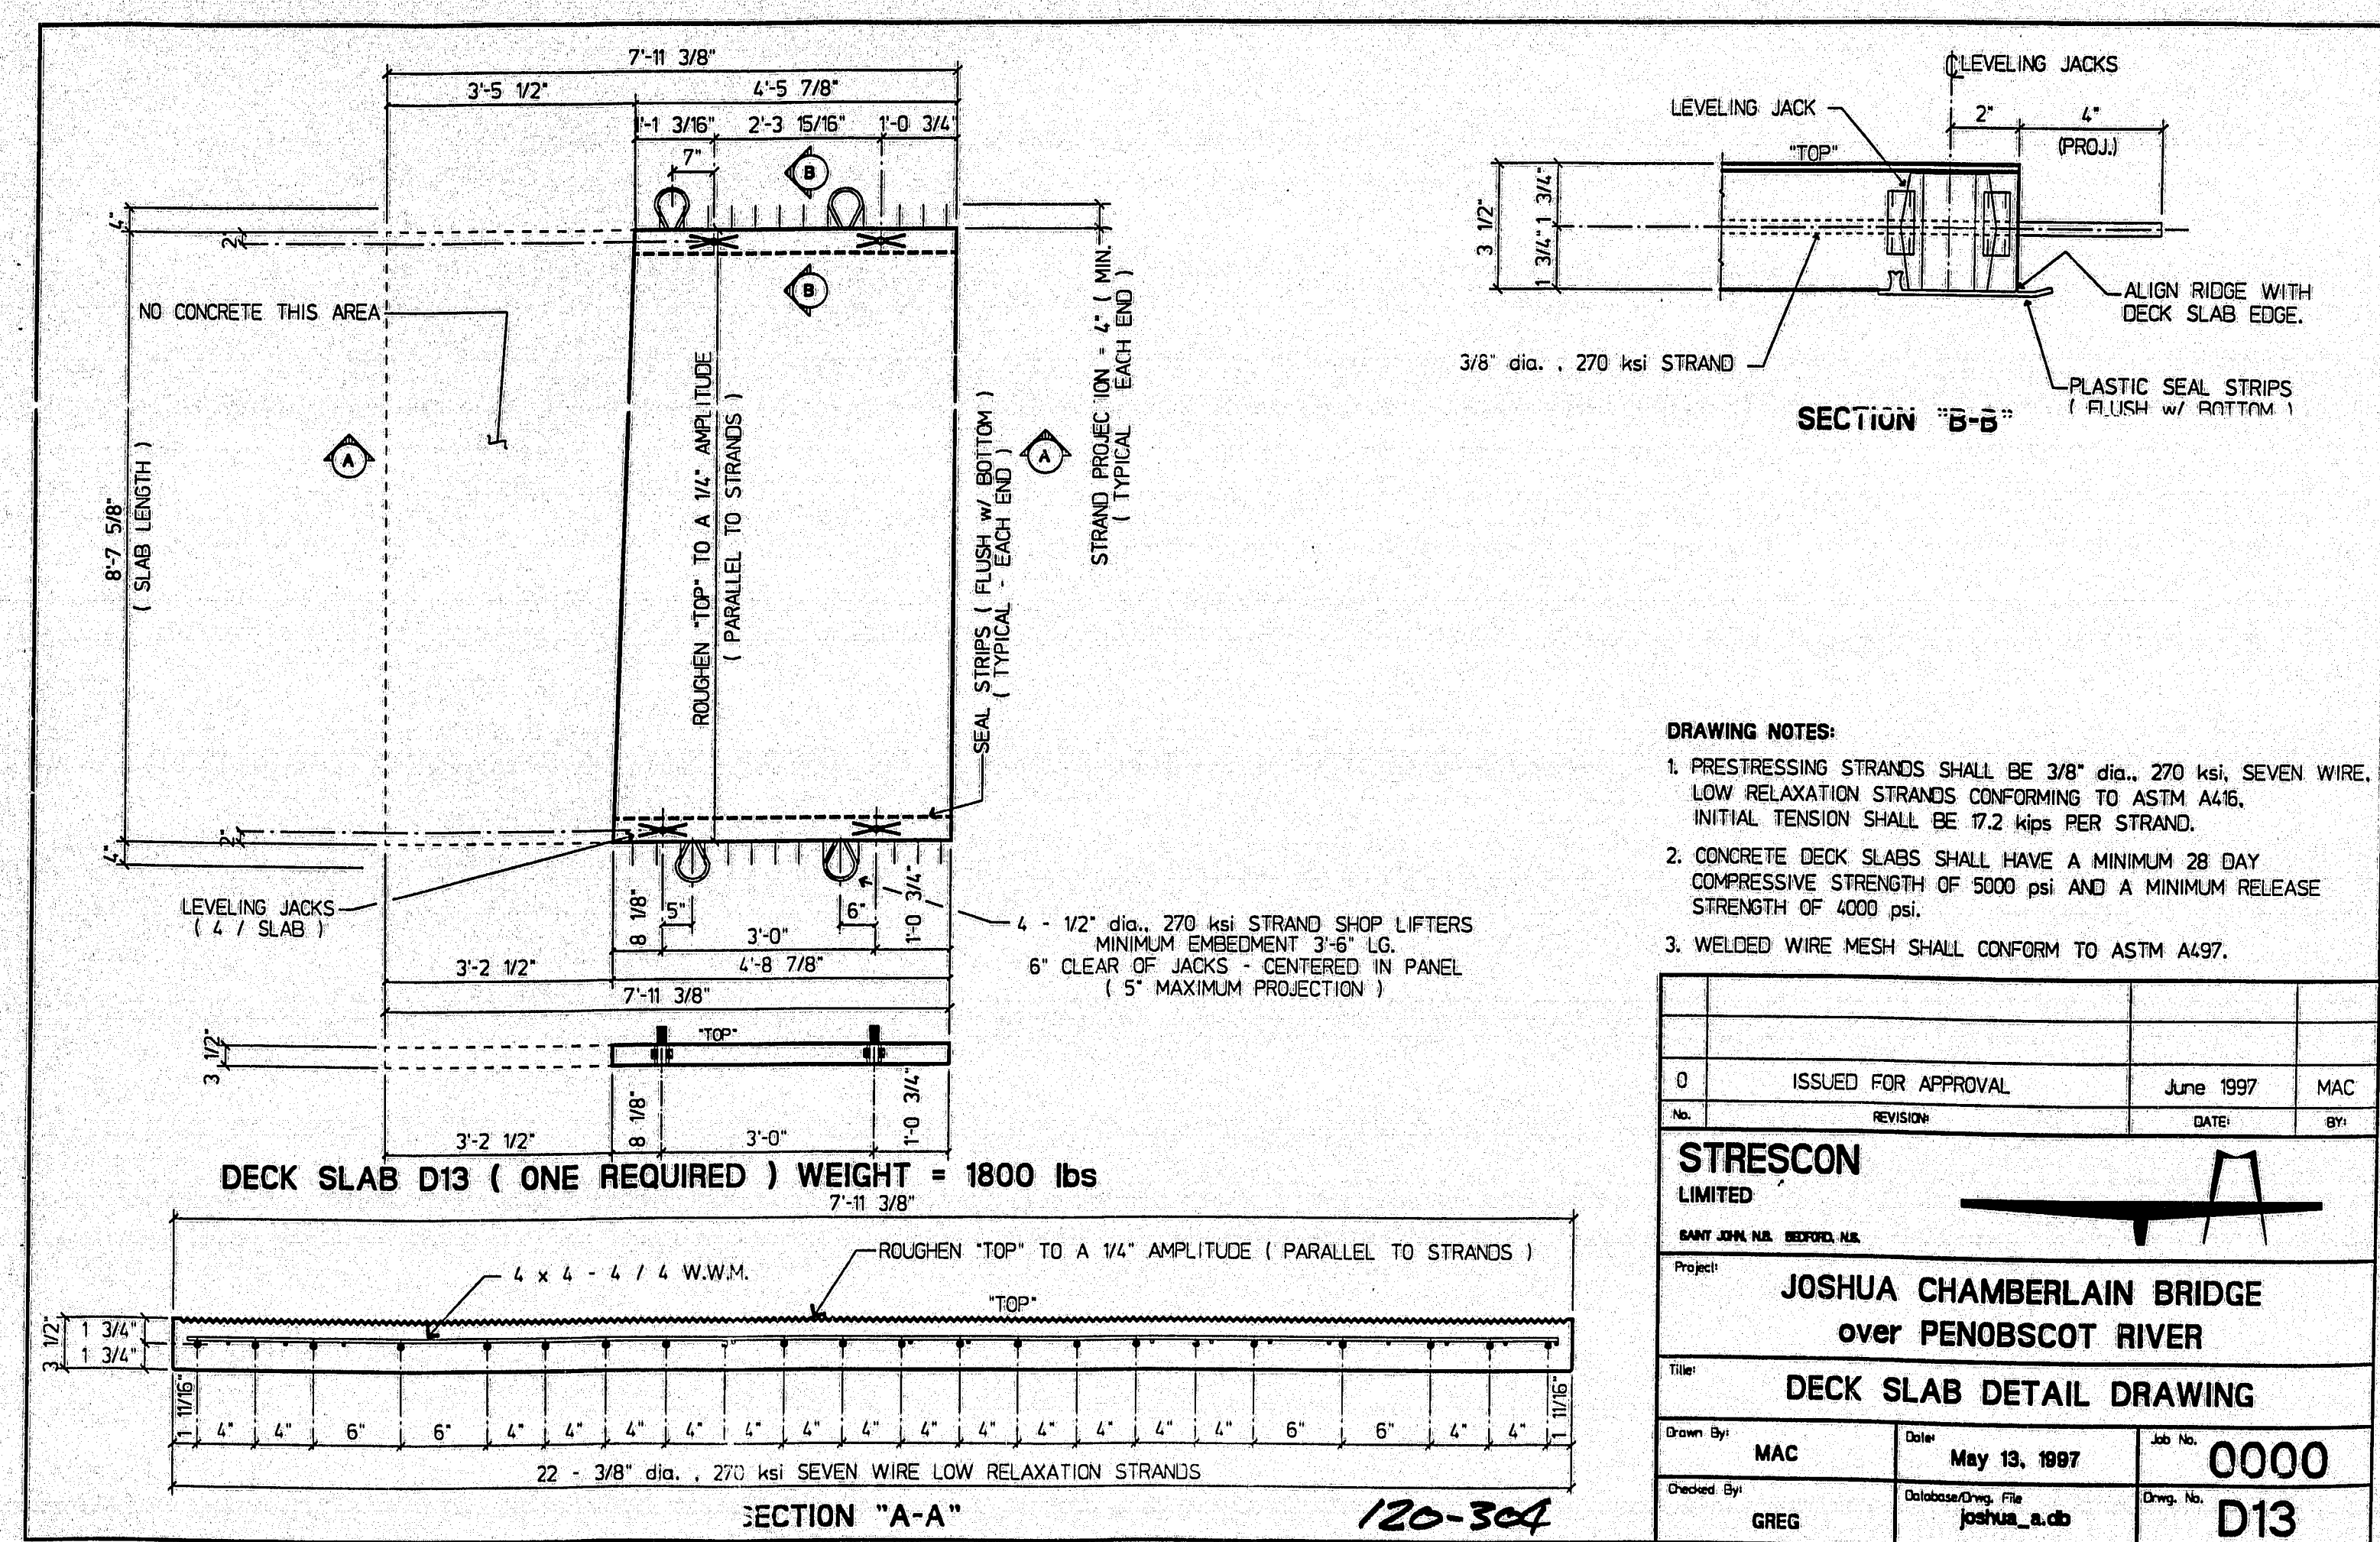 7'-11 3/8"
3'-5 1/2"
4'-5 7/8"
1'-1 3/16"
2'-3 15/16"
1'-0 3/4"
7"
B
4"
2"
B
NO CONCRETE THIS AREA
A
A
8'-7 5/8"
( SLAB LENGTH )
ROUGHEN "TOP" TO A 1/4" AMPLITUDE
( PARALLEL TO STRANDS )
SEAL STRIPS ( FLUSH w/ BOTTOM )
( TYPICAL - EACH END )
STRAND PROJEC ION = 4" ( MIN. )
( TYPICAL EACH END )
2"
4"
LEVELING JACKS
( 4 / SLAB )
8 1/8"
5"
6"
1'-0 3/4"
3'-0"
3'-2 1/2"
4'-8 7/8"
7'-11 3/8"
4 - 1/2" dia., 270 ksi STRAND SHOP LIFTERS
MINIMUM EMBEDMENT 3'-6" LG.
6" CLEAR OF JACKS - CENTERED IN PANEL
( 5" MAXIMUM PROJECTION )
"TOP"
3 1/2"
8 1/8"
1'-0 3/4"
3'-2 1/2"
3'-0"
DECK SLAB D13 ( ONE REQUIRED ) WEIGHT = 1800 lbs
7'-11 3/8"
ROUGHEN "TOP" TO A 1/4" AMPLITUDE ( PARALLEL TO STRANDS )
4 x 4 - 4 / 4 W.W.M.
"TOP"
3 1/2"
1 3/4"
1 3/4"
1 11/16" 4" 4" 6" 6" 4" 4" 4" 4" 4" 4" 4" 4" 4" 4" 4" 4" 4" 4" 6" 6" 4" 4" 1 11/16"
22 - 3/8" dia. , 270 ksi SEVEN WIRE LOW RELAXATION STRANDS
SECTION "A-A"
120-304
CL LEVELING JACKS
LEVELING JACK
2"
4"
(PROJ.)
"TOP"
3 1/2"
1 3/4"
1 3/4"
ALIGN RIDGE WITH
DECK SLAB EDGE.
3/8" dia. , 270 ksi STRAND
PLASTIC SEAL STRIPS
( FLUSH w/ BOTTOM )
SECTION "B-B"
DRAWING NOTES:
1. PRESTRESSING STRANDS SHALL BE 3/8" dia., 270 ksi, SEVEN WIRE,
LOW RELAXATION STRANDS CONFORMING TO ASTM A416,
INITIAL TENSION SHALL BE 17.2 kips PER STRAND.
2. CONCRETE DECK SLABS SHALL HAVE A MINIMUM 28 DAY
COMPRESSIVE STRENGTH OF 5000 psi AND A MINIMUM RELEASE
STRENGTH OF 4000 psi.
3. WELDED WIRE MESH SHALL CONFORM TO ASTM A497.
0 ISSUED FOR APPROVAL June 1997 MAC
No. REVISION: DATE: BY:
STRESCON
LIMITED
SAINT JOHN, N.B. BEDFORD, N.S.
Project:
JOSHUA CHAMBERLAIN BRIDGE
over PENOBSCOT RIVER
Title:
DECK SLAB DETAIL DRAWING
Drawn By: MAC
Date: May 13, 1997
Job No. 0000
Checked By: GREG
Database/Drwg. File joshua_a.db
Drwg. No. D13